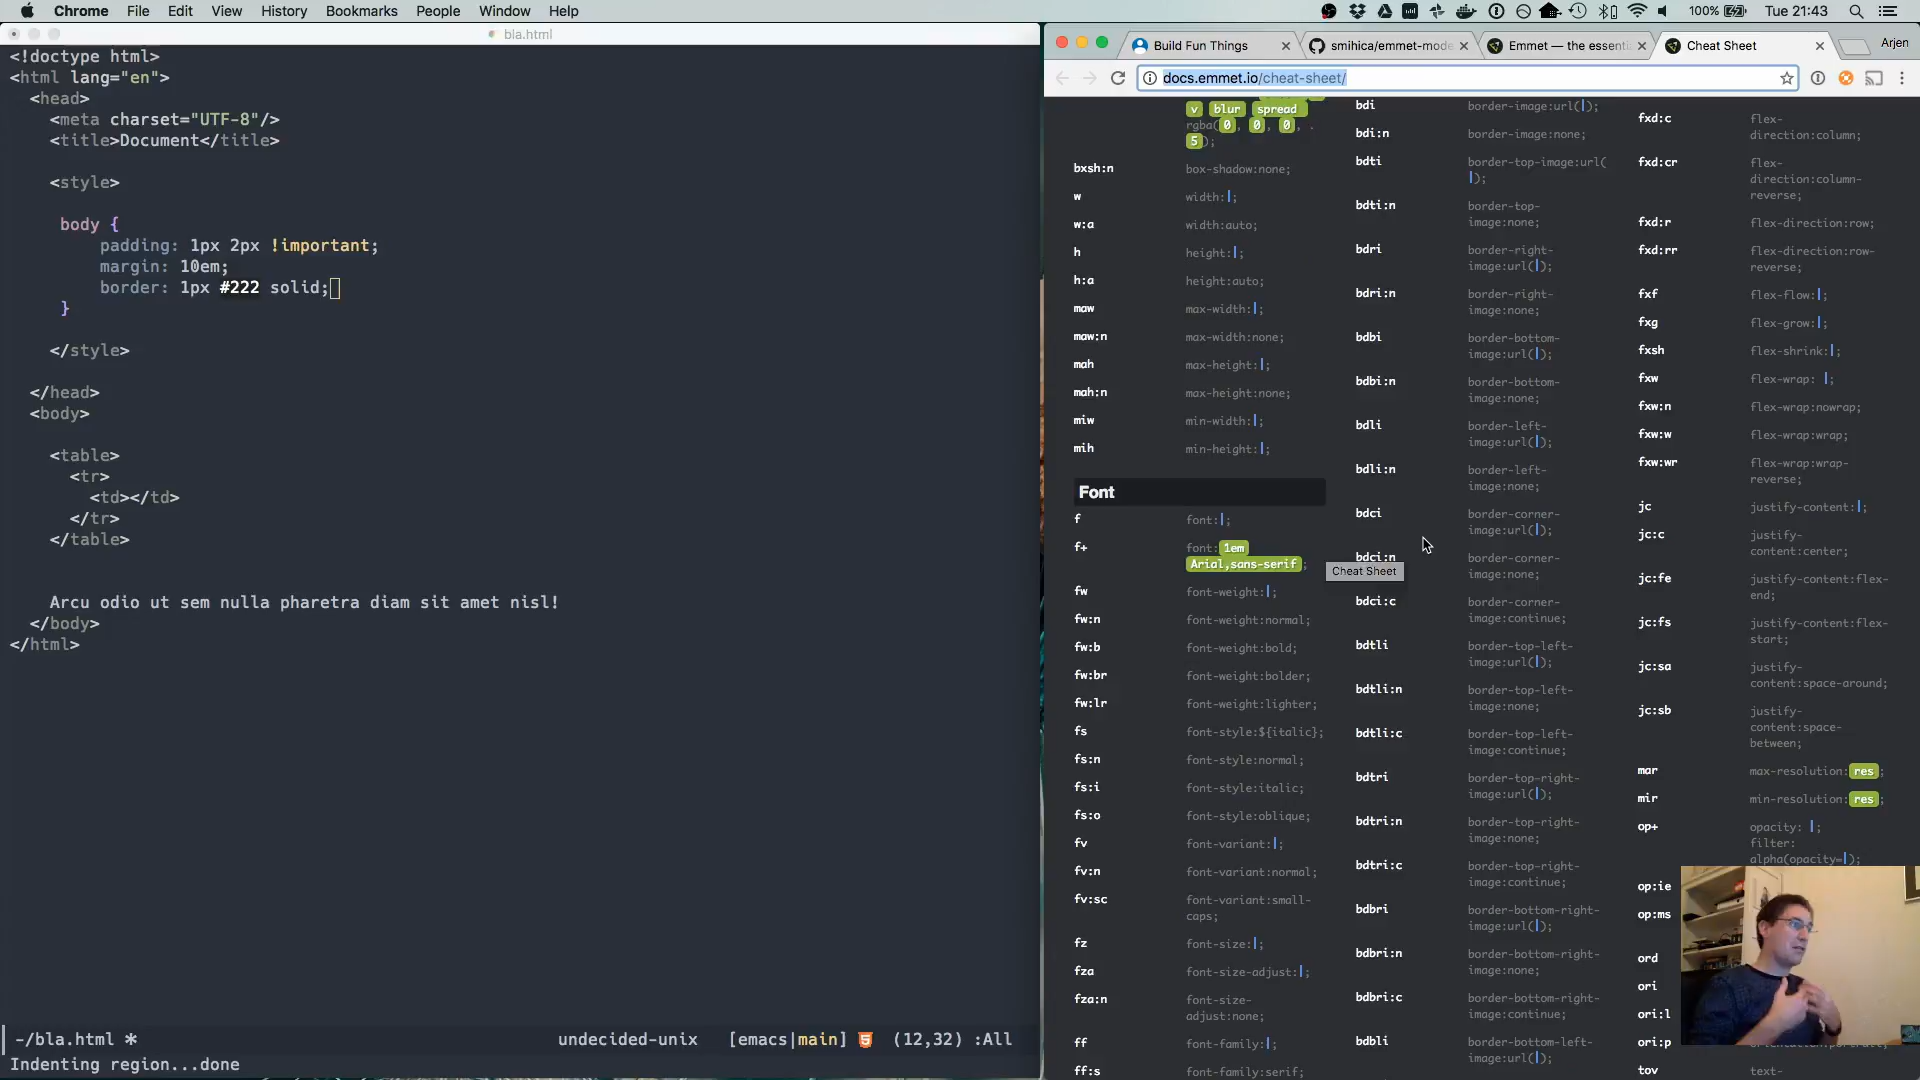 Chrome File Edit View History Bookmarks People Window Help
100% Tue 21:43
bla.html
<!doctype html>
<html lang="en">
<head>
<meta charset="UTF-8"/>
<title>Document</title>
<style>
body {
padding: 1px 2px !important;
margin: 10em;
border: 1px #222 solid;
}
</style>
</head>
<body>
<table>
<tr>
<td></td>
</tr>
</table>
Arcu odio ut sem nulla pharetra diam sit amet nisl!
</body>
</html>
~/bla.html * undecided-unix [emacs|main] (12,32) :All
Indenting region...done
Build Fun Things
smihica/emmet-mode
Emmet — the essenti
Cheat Sheet
Arjen
docs.emmet.io/cheat-sheet/
v blur spread
rgba(0, 0, 0, .
5);
bxsh:n box-shadow:none;
w width:|;
w:a width:auto;
h height:|;
h:a height:auto;
maw max-width:|;
maw:n max-width:none;
mah max-height:|;
mah:n max-height:none;
miw min-width:|;
mih min-height:|;
Font
f font:|;
f+ font:1em
Arial,sans-serif;
fw font-weight:|;
fw:n font-weight:normal;
fw:b font-weight:bold;
fw:br font-weight:bolder;
fw:lr font-weight:lighter;
fs font-style:${italic};
fs:n font-style:normal;
fs:i font-style:italic;
fs:o font-style:oblique;
fv font-variant:|;
fv:n font-variant:normal;
fv:sc font-variant:small-
caps;
fz font-size:|;
fza font-size-adjust:|;
fza:n font-size-
adjust:none;
ff font-family:|;
ff:s font-family:serif;
bdi border-image:url(|);
bdi:n border-image:none;
bdti border-top-image:url(
|);
bdti:n border-top-
image:none;
bdri border-right-
image:url(|);
bdri:n border-right-
image:none;
bdbi border-bottom-
image:url(|);
bdbi:n border-bottom-
image:none;
bdli border-left-
image:url(|);
bdli:n border-left-
image:none;
bdci border-corner-
image:url(|);
bdci:n border-corner-
image:none;
Cheat Sheet
bdci:c border-corner-
image:continue;
bdtli border-top-left-
image:url(|);
bdtli:n border-top-left-
image:none;
bdtli:c border-top-left-
image:continue;
bdtri border-top-right-
image:url(|);
bdtri:n border-top-right-
image:none;
bdtri:c border-top-right-
image:continue;
bdbri border-bottom-right-
image:url(|);
bdbri:n border-bottom-right-
image:none;
bdbri:c border-bottom-right-
image:continue;
bdbli border-bottom-left-
image:url(|);
fxd:c flex-
direction:column;
fxd:cr flex-
direction:column-
reverse;
fxd:r flex-direction:row;
fxd:rr flex-direction:row-
reverse;
fxf flex-flow:|;
fxg flex-grow:|;
fxsh flex-shrink:|;
fxw flex-wrap: |;
fxw:n flex-wrap:nowrap;
fxw:w flex-wrap:wrap;
fxw:wr flex-wrap:wrap-
reverse;
jc justify-content:|;
jc:c justify-
content:center;
jc:fe justify-content:flex-
end;
jc:fs justify-content:flex-
start;
jc:sa justify-
content:space-around;
jc:sb justify-
content:space-
between;
mar max-resolution:res;
mir min-resolution:res;
op+ opacity: |;
filter:
alpha(opacity=|);
op:ie
op:ms
ord
ori
ori:l
ori:p
tov text-